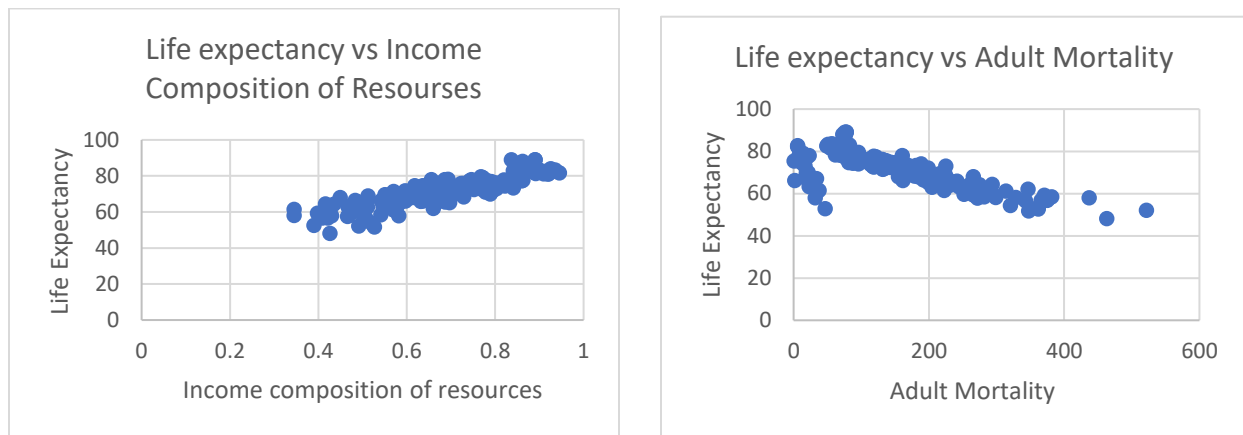 Life expectancy vs Income
Composition of Resourses
Life Expectancy
100
80
60
40
20
0
0 0.2 0.4 0.6 0.8 1
Income composition of resources
Life expectancy vs Adult Mortality
Life Expectancy
100
80
60
40
20
0
0 200 400 600
Adult Mortality